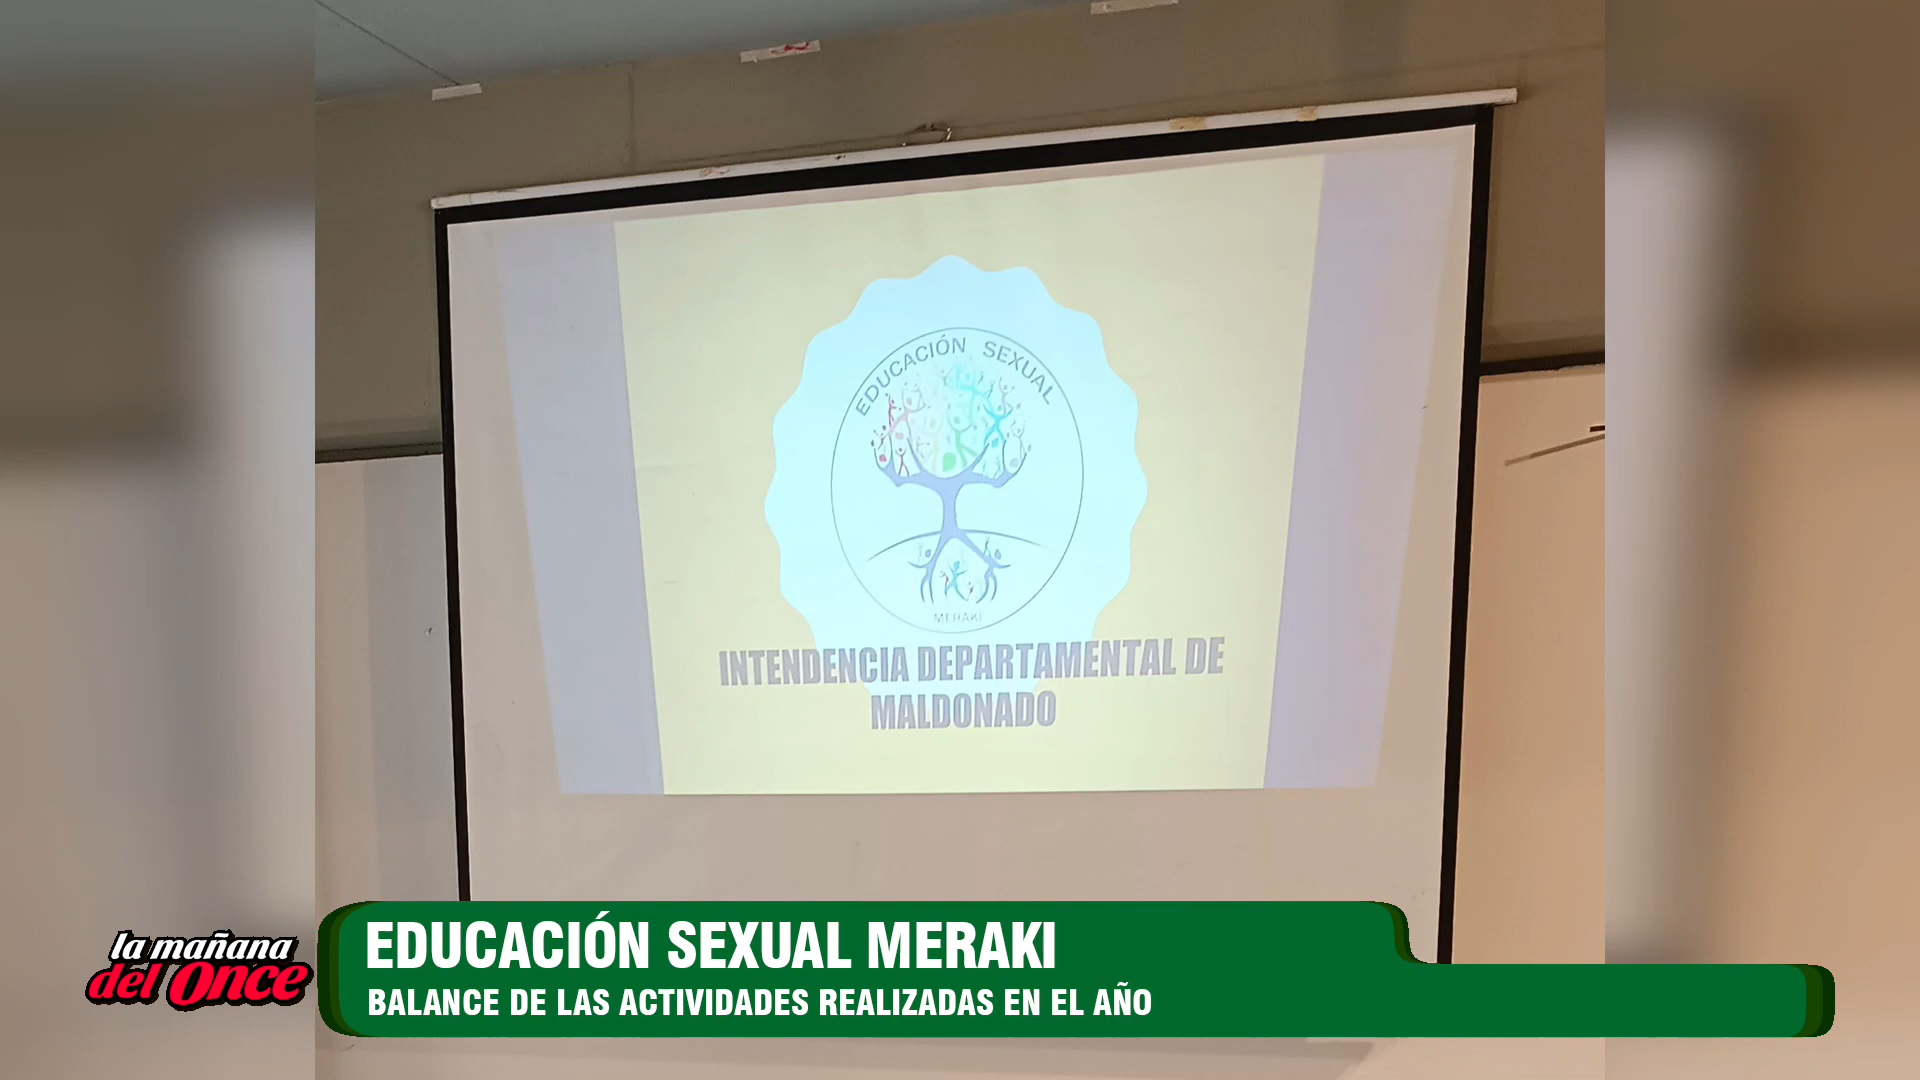 EDUCACIÓN SEXUAL
MERAKI
INTENDENCIA DEPARTAMENTAL DE
MALDONADO
la mañana
del Once
EDUCACIÓN SEXUAL MERAKI
BALANCE DE LAS ACTIVIDADES REALIZADAS EN EL AÑO